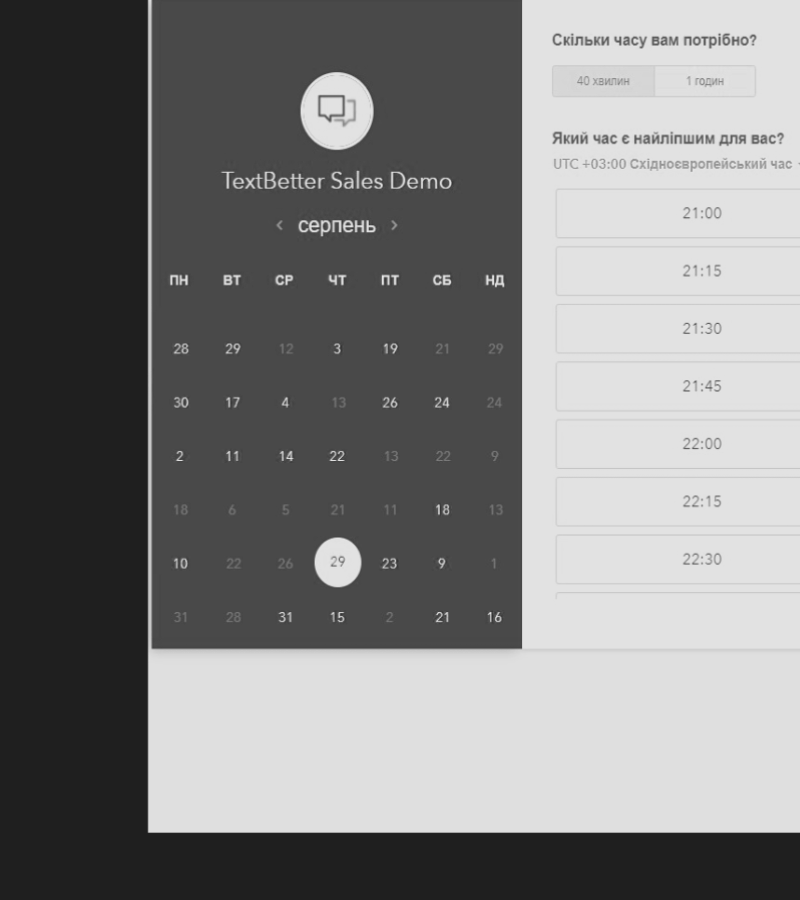 Скільки часу вам потрібно?
40 хвилин 1 годин
Який час є найліпшим для вас?
UTC +03:00 Східноєвропейський час
21:00
21:15
21:30
21:45
22:00
22:15
22:30
TextBetter Sales Demo
< серпень >
ПН ВТ СР ЧТ ПТ СБ НД
28 29 12 3 19 21 29
30 17 4 13 26 24 24
2 11 14 22 13 22 9
18 6 5 21 11 18 13
10 22 26 29 23 9 1
31 28 31 15 2 21 16